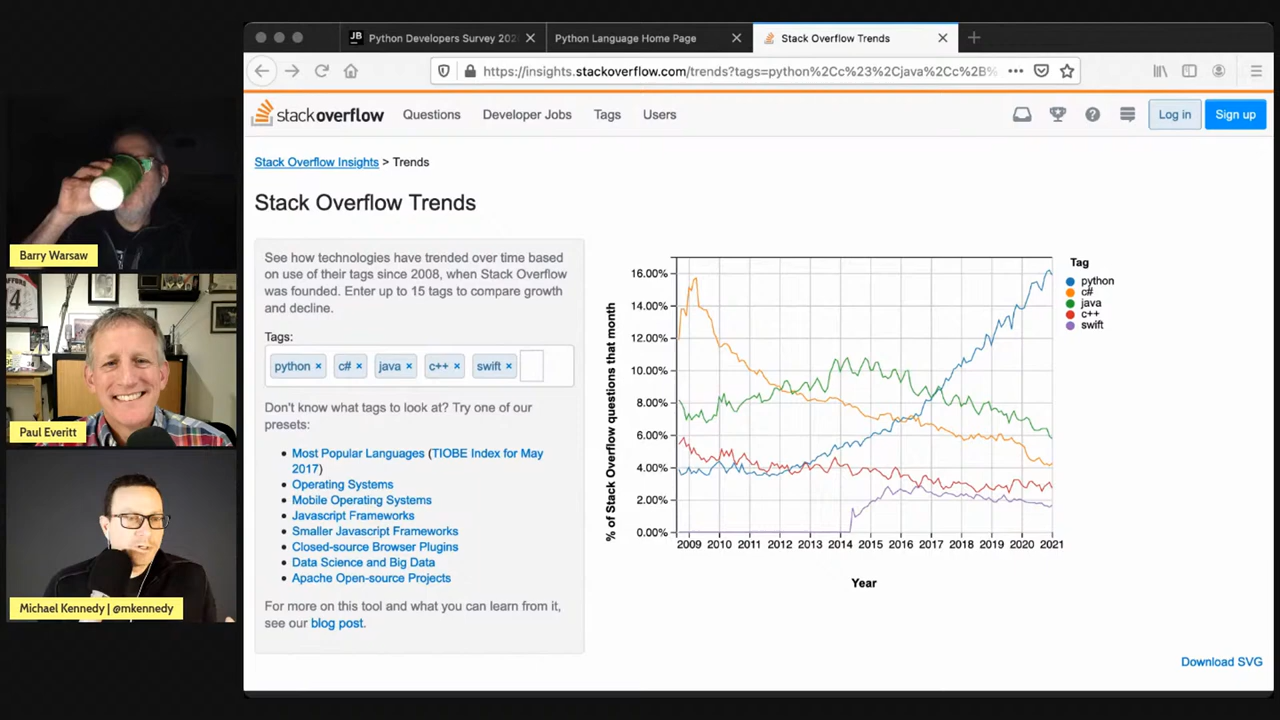 JB Python Developers Survey 202
Python Language Home Page
Stack Overflow Trends
https://insights.stackoverflow.com/trends?tags=python%2Cc%23%2Cjava%2Cc%2B%
stackoverflow
Questions
Developer Jobs
Tags
Users
Log in
Sign up
Stack Overflow Insights > Trends
Stack Overflow Trends
See how technologies have trended over time based
on use of their tags since 2008, when Stack Overflow
was founded. Enter up to 15 tags to compare growth
and decline.
Tags:
python × c# × java × c++ × swift ×
Don't know what tags to look at? Try one of our
presets:
Most Popular Languages (TIOBE Index for May
2017)
Operating Systems
Mobile Operating Systems
Javascript Frameworks
Smaller Javascript Frameworks
Closed-source Browser Plugins
Data Science and Big Data
Apache Open-source Projects
For more on this tool and what you can learn from it,
see our blog post.
% of Stack Overflow questions that month
16.00%
14.00%
12.00%
10.00%
8.00%
6.00%
4.00%
2.00%
0.00%
2009 2010 2011 2012 2013 2014 2015 2016 2017 2018 2019 2020 2021
Year
Tag
python
c#
java
c++
swift
Download SVG
Barry Warsaw
4
Paul Everitt
Michael Kennedy | @mkennedy